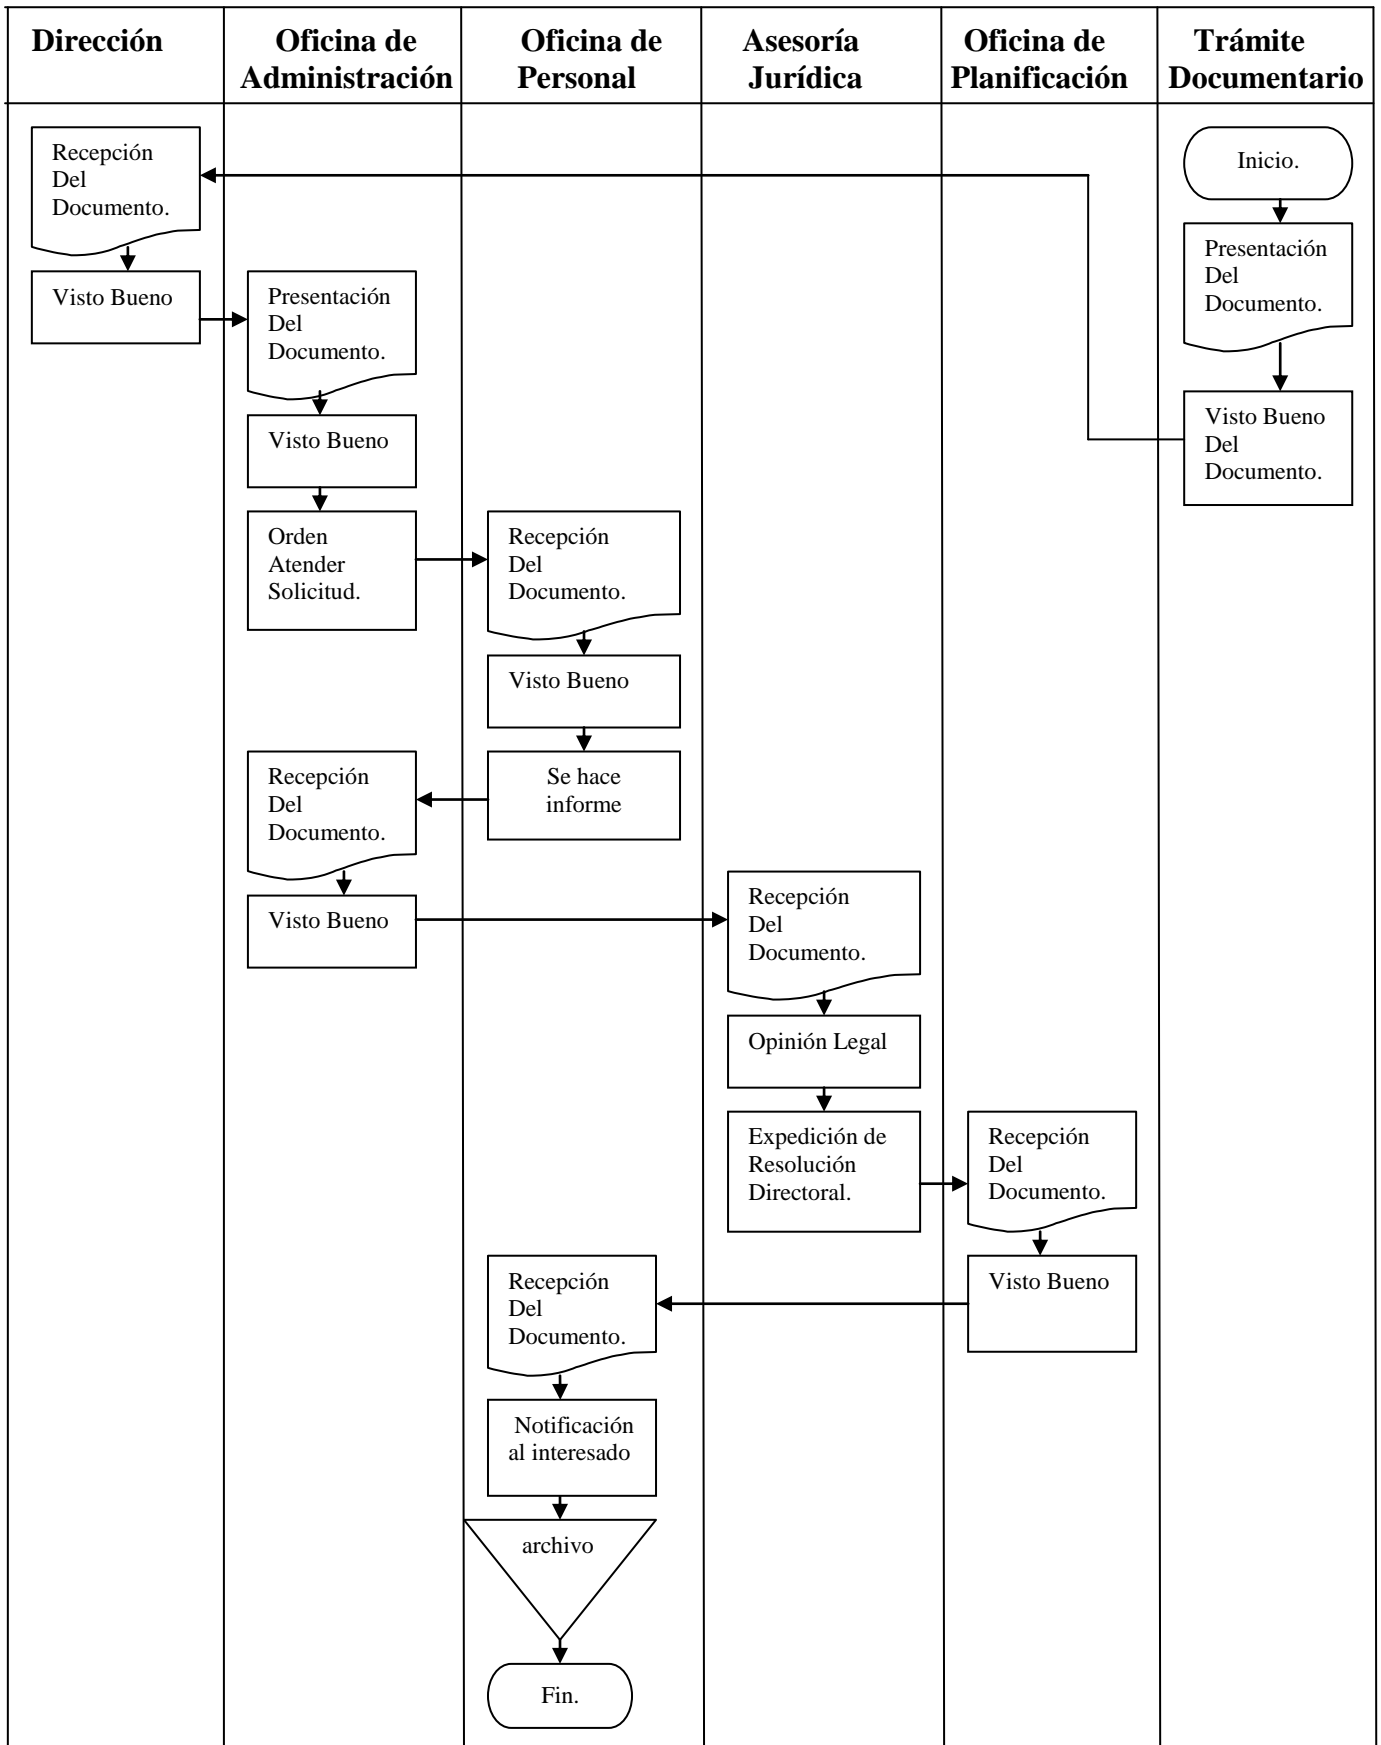 Dirección
Oficina de
Administración
Oficina de
Personal
Asesoría
Jurídica
Oficina de
Planificación
Trámite
Documentario
Inicio.
Presentación
Del
Documento.
Visto Bueno
Del
Documento.
Recepción
Del
Documento.
Visto Bueno
Presentación
Del
Documento.
Visto Bueno
Orden
Atender
Solicitud.
Recepción
Del
Documento.
Visto Bueno
Se hace
informe
Recepción
Del
Documento.
Visto Bueno
Recepción
Del
Documento.
Opinión Legal
Expedición de
Resolución
Directoral.
Recepción
Del
Documento.
Visto Bueno
Recepción
Del
Documento.
Notificación
al interesado
archivo
Fin.